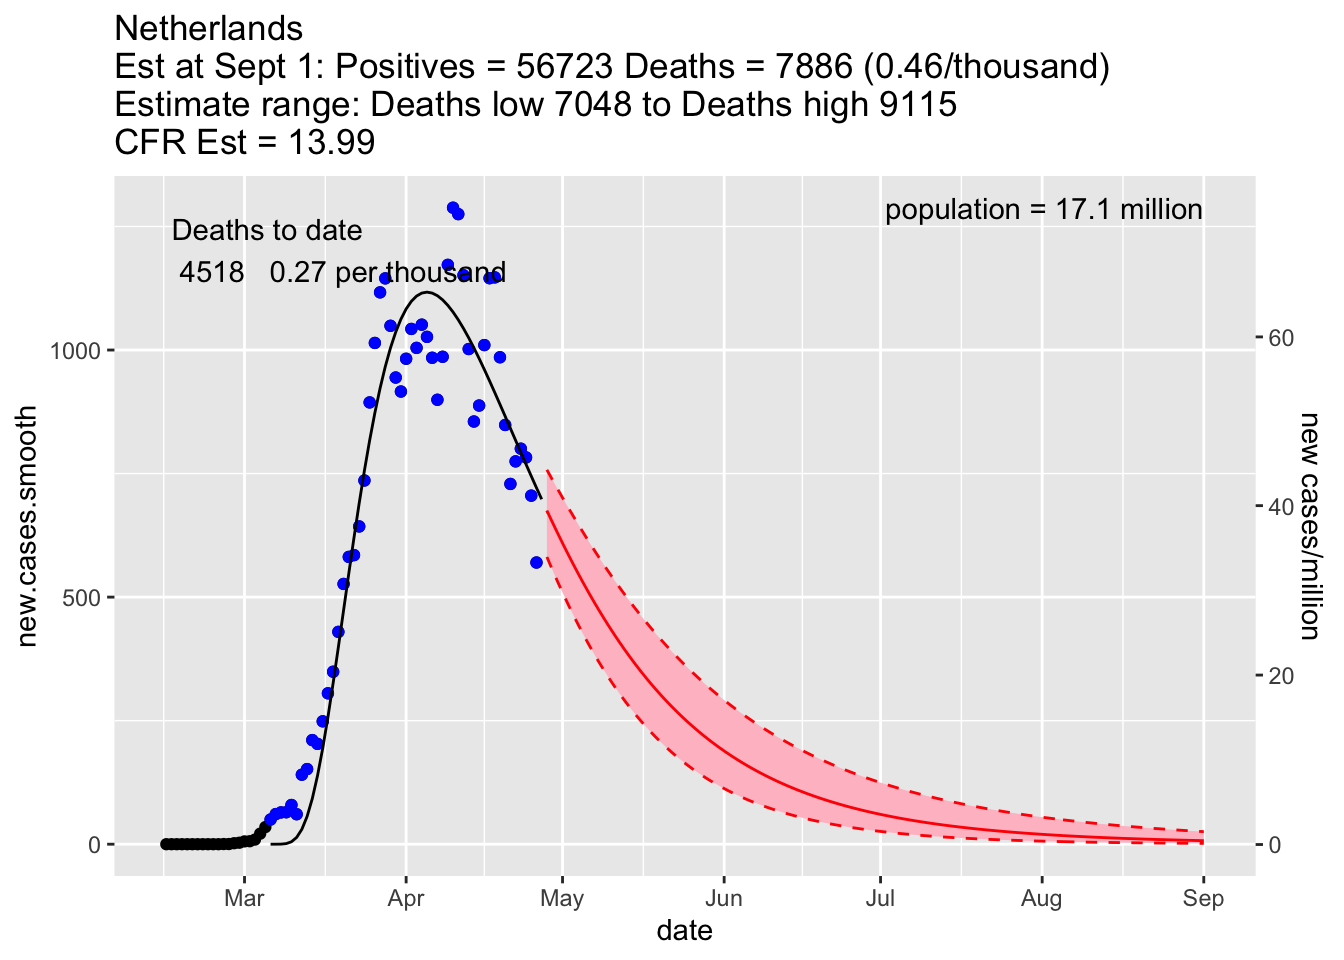 Netherlands
Est at Sept 1: Positives = 56723 Deaths = 7886 (0.46/thousand)
Estimate range: Deaths low 7048 to Deaths high 9115
CFR Est = 13.99
population = 17.1 million
Deaths to date
4518 0.27 per thousand
1000
500
0
new.cases.smooth
60
40
20
0
new cases/million
Mar Apr May Jun Jul Aug Sep
date